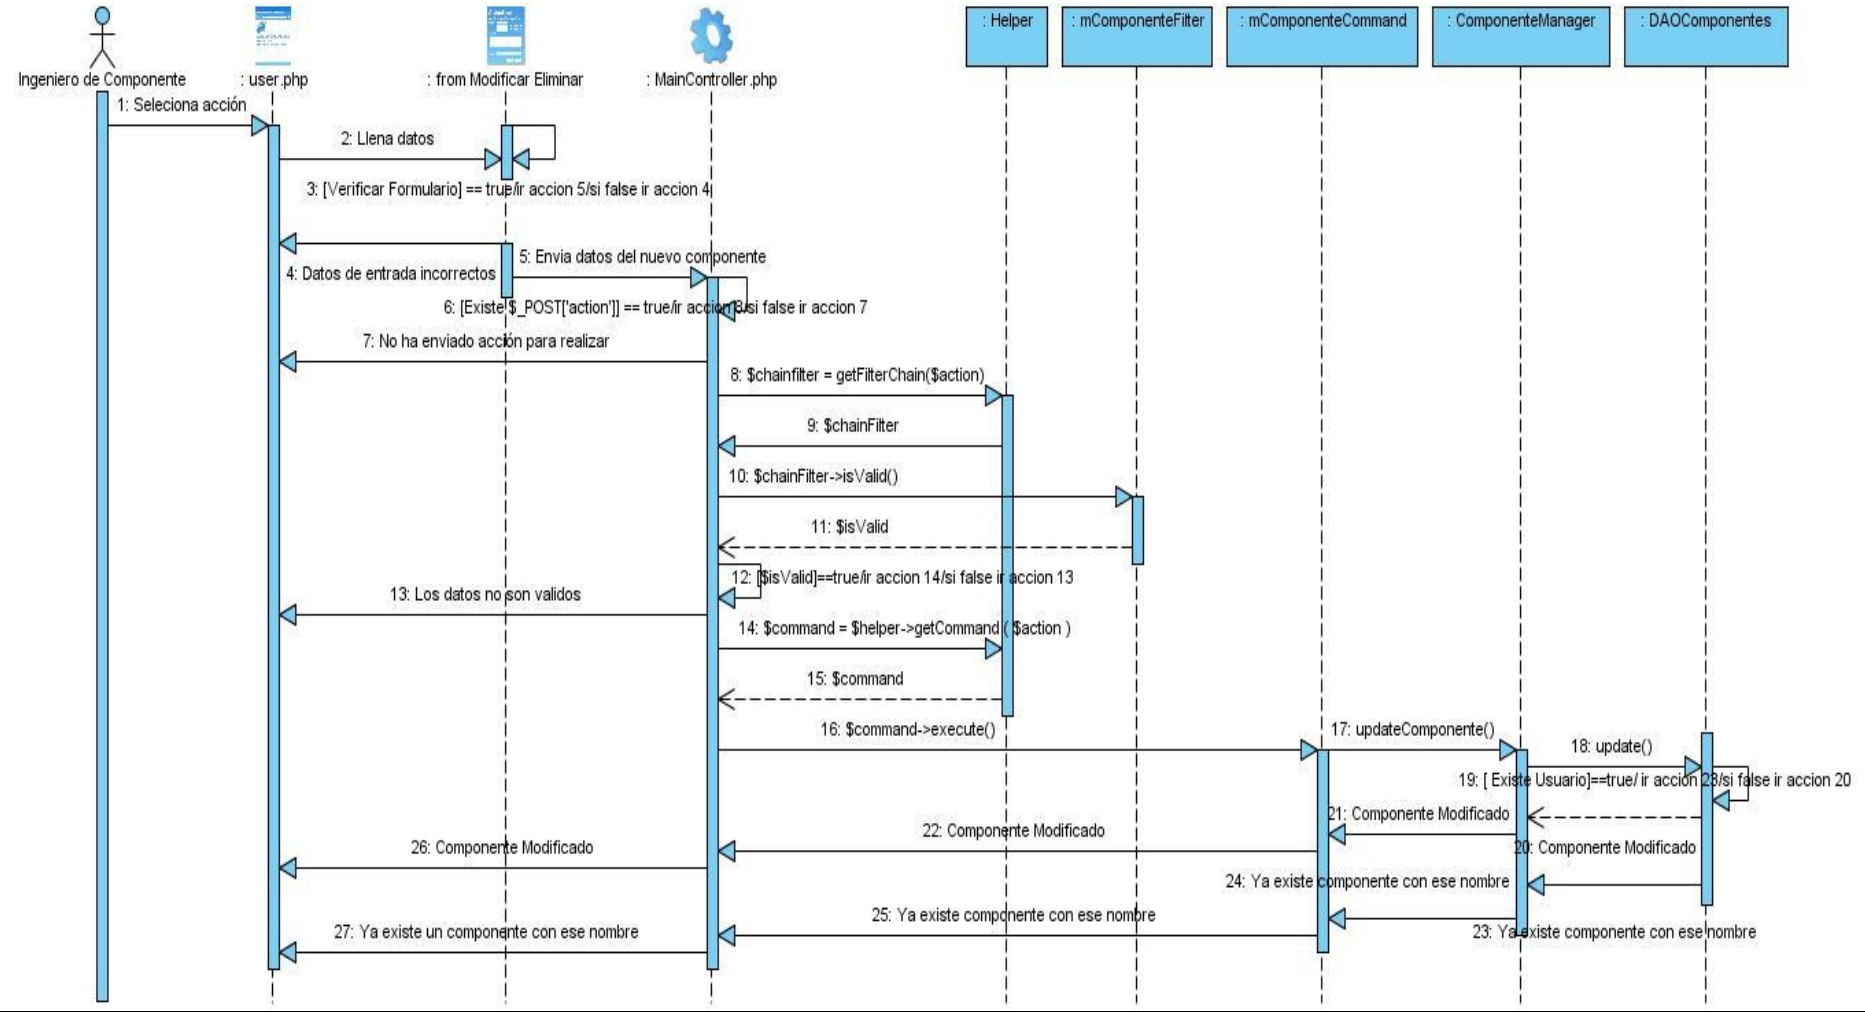 : Helper
: mComponenteFilter
: mComponenteCommand
: ComponenteManager
: DAOComponentes
Ingeniero de Componente
: user.php
: from Modificar Eliminar
: MainController.php
1: Seleciona acción
2: Llena datos
3: [Verificar Formulario] == true/ir accion 5/si false ir accion 4
4: Datos de entrada incorrectos
5: Envia datos del nuevo componente
6: [Existe $_POST['action']] == true/ir accion 8/si false ir accion 7
7: No ha enviado acción para realizar
8: $chainfilter = getFilterChain($action)
9: $chainFilter
10: $chainFilter->isValid()
11: $isValid
12: [$isValid]==true/ir accion 14/si false ir accion 13
13: Los datos no son validos
14: $command = $helper->getCommand ( $action )
15: $command
16: $command->execute()
17: updateComponente()
18: update()
19: [ Existe Usuario]==true/ ir accion 23/si false ir accion 20
21: Componente Modificado
22: Componente Modificado
26: Componente Modificado
20: Componente Modificado
24: Ya existe componente con ese nombre
25: Ya existe componente con ese nombre
27: Ya existe un componente con ese nombre
23: Ya existe componente con ese nombre